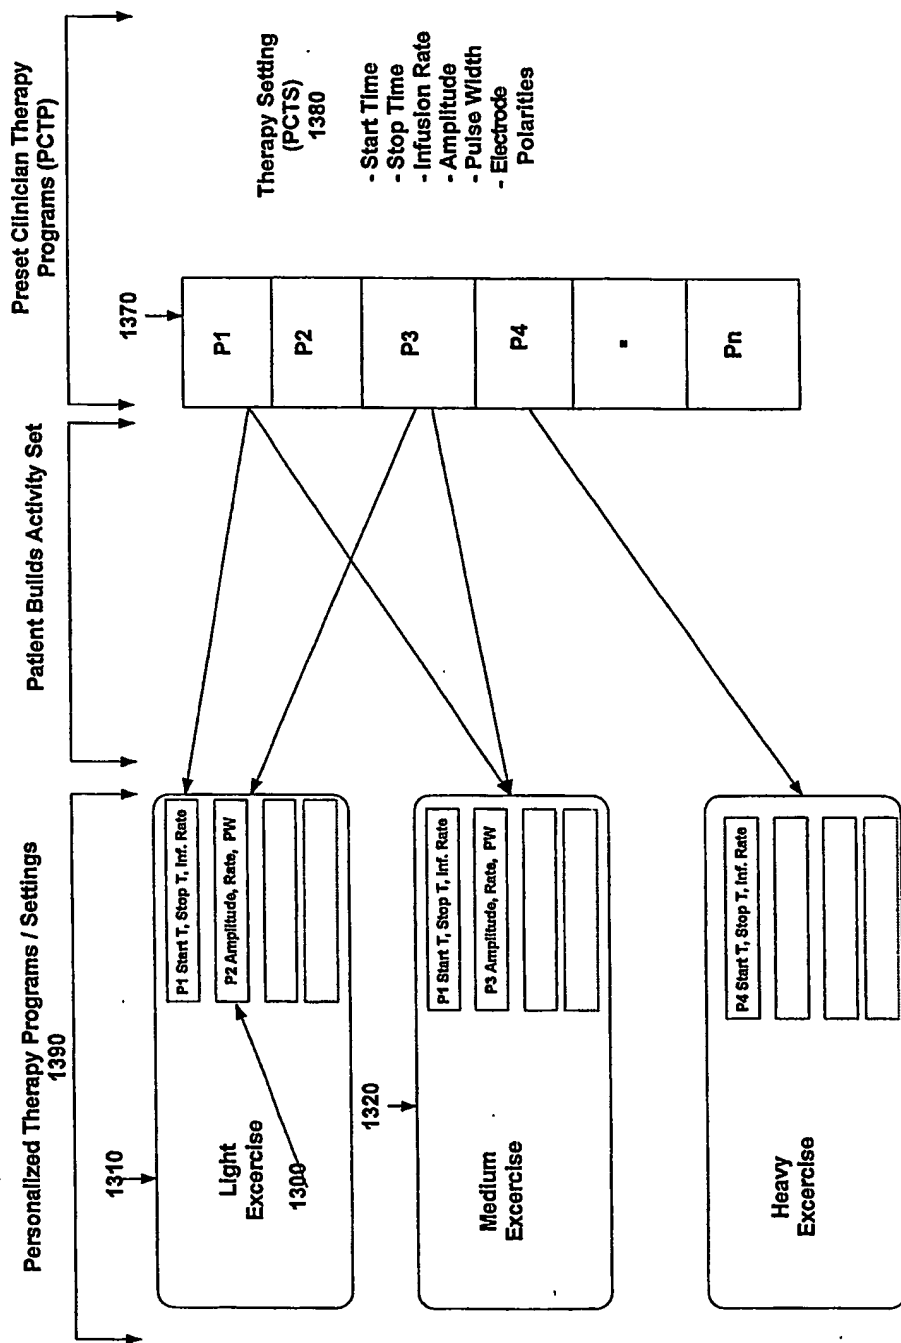 Personalized Therapy Programs / Settings
1390
Patient Builds Activity Set
Preset Clinician Therapy
Programs (PCTP)
1310
Light
Excercise
1300
P1 Start T, Stop T, Inf. Rate
P2 Amplitude, Rate, PW
1320
Medium
Excercise
P1 Start T, Stop T, Inf. Rate
P3 Amplitude, Rate, PW
Heavy
Excercise
P4 Start T, Stop T, Inf. Rate
1370
P1
P2
P3
P4
Pn
Therapy Setting
(PCTS)
1380
- Start Time
- Stop Time
- Infusion Rate
- Amplitude
- Pulse Width
- Electrode
Polarities